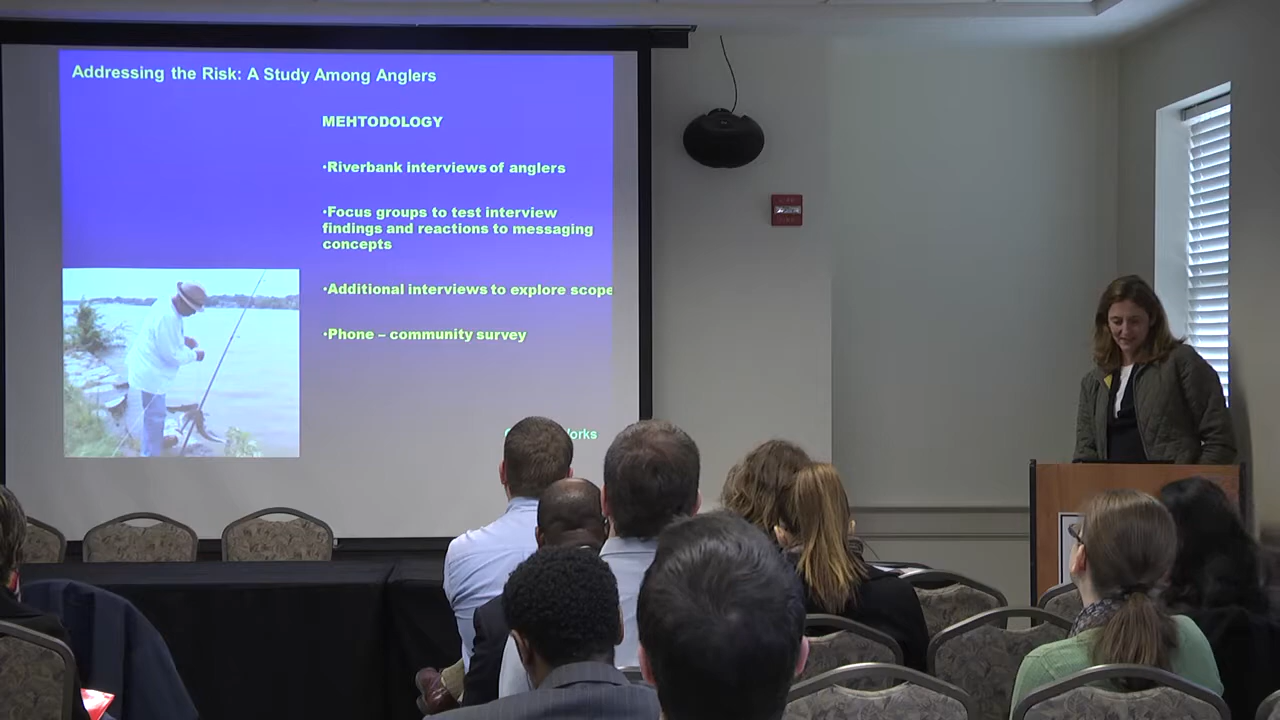 Addressing the Risk: A Study Among Anglers
MEHTODOLOGY
•Riverbank interviews of anglers
•Focus groups to test interview
findings and reactions to messaging
concepts
•Additional interviews to explore scope
•Phone – community survey